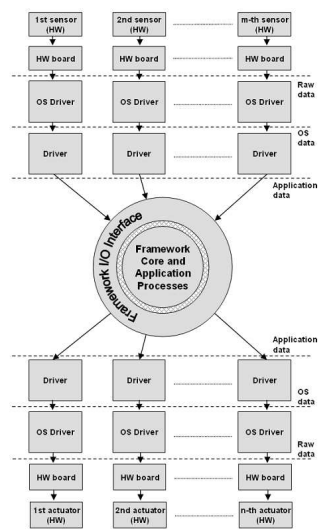 1st sensor
(HW)
2nd sensor
(HW)
m-th sensor
(HW)
HW board
HW board
HW board
Raw
data
OS Driver
OS Driver
OS Driver
OS
data
Driver
Driver
Driver
Application
data
Framework I/O Interface
Framework
Core and
Application
Processes
Application
data
Driver
Driver
Driver
OS
data
OS Driver
OS Driver
OS Driver
Raw
data
HW board
HW board
HW board
1st actuator
(HW)
2nd actuator
(HW)
n-th actuator
(HW)